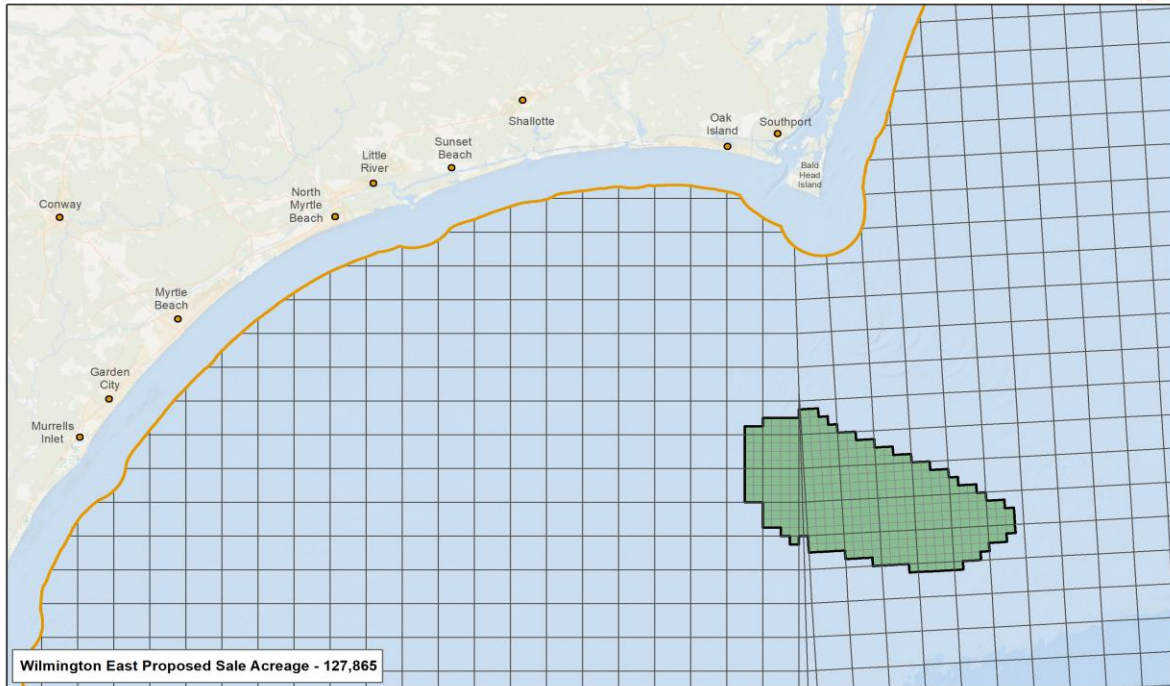 Shallotte
Oak
Island
Southport
Sunset
Beach
Little
River
Bald
Head
Island
Conway
North
Myrtle
Beach
Myrtle
Beach
Garden
City
Murrells
Inlet
Wilmington East Proposed Sale Acreage - 127,865